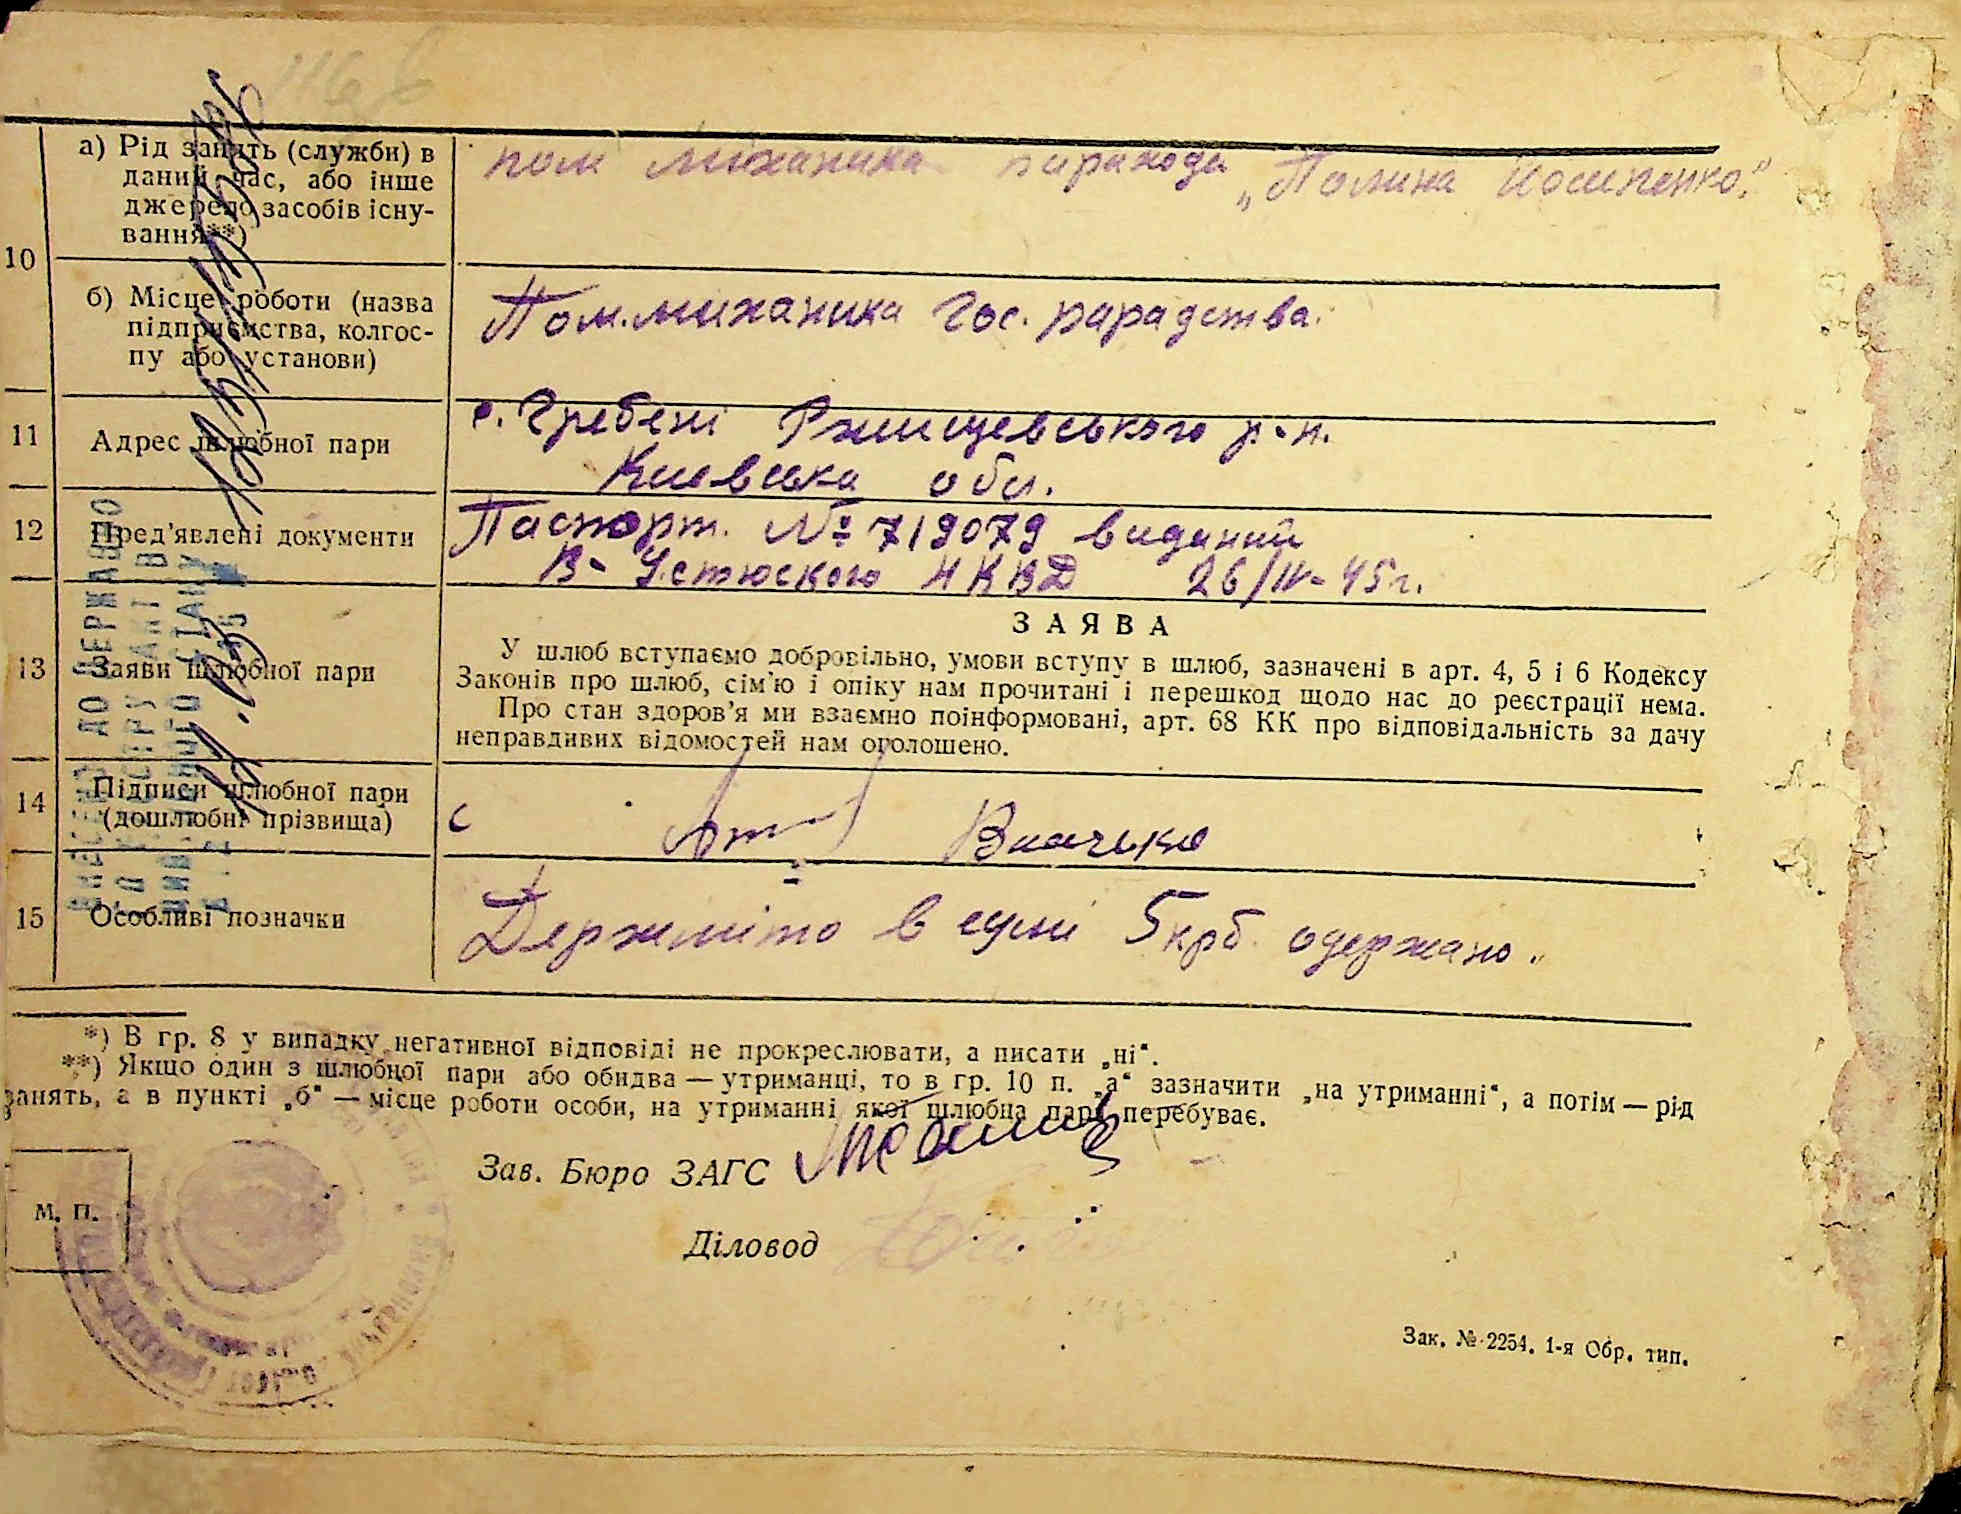 а) Рід занять (служби) в
даний час, або інше
джерело засобів існу-
вання**)
пом механика парахода „Полина Осипенко."
10
б) Місце роботи (назва
підприємства, колгос-
пу або установи)
Пом. механика Гос. парадства.
11
Адрес шлюбної пари
с. Гребені Ржищевського р-н.
Киевська обл.
12
Пред'явлені документи
Паспорт. № 719079 виданий
В-Устюского НКВД 26/IV-45г.
13
Заяви шлюбної пари
ЗАЯВА
У шлюб вступаємо добровільно, умови вступу в шлюб, зазначені в арт. 4, 5 і 6 Кодексу
Законів про шлюб, сім'ю і опіку нам прочитані і перешкод щодо нас до реєстрації нема.
Про стан здоров'я ми взаємно поінформовані, арт. 68 КК про відповідальність за дачу
неправдивих відомостей нам оголошено.
14
Підписи шлюбної пари
(дошлюбні прізвища)
15
Особливі позначки
Держмито в сумі 5 крб. одержано.
*) В гр. 8 у випадку негативної відповіді не прокреслювати, а писати „ні“.
**) Якщо один з шлюбної пари або обидва — утриманці, то в гр. 10 п. „а“ зазначити „на утриманні“, а потім — рід
занять, а в пункті „б“ — місце роботи особи, на утриманні якої шлюбна пара перебуває.
Зав. Бюро ЗАГС
М. П.
Діловод
Зак. № 2254. 1-я Обр. тип.